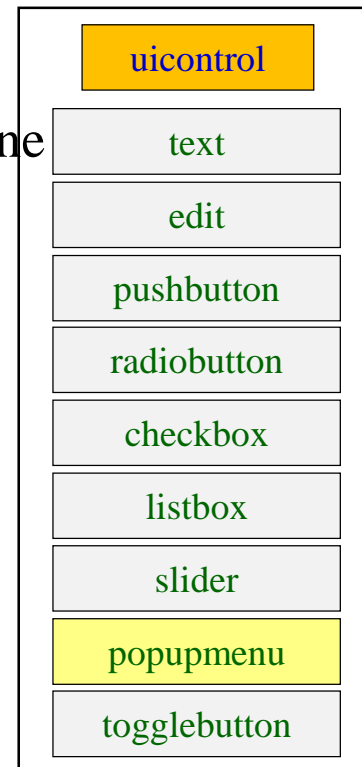 uicontrol
ne
text
edit
pushbutton
radiobutton
checkbox
listbox
slider
popupmenu
togglebutton